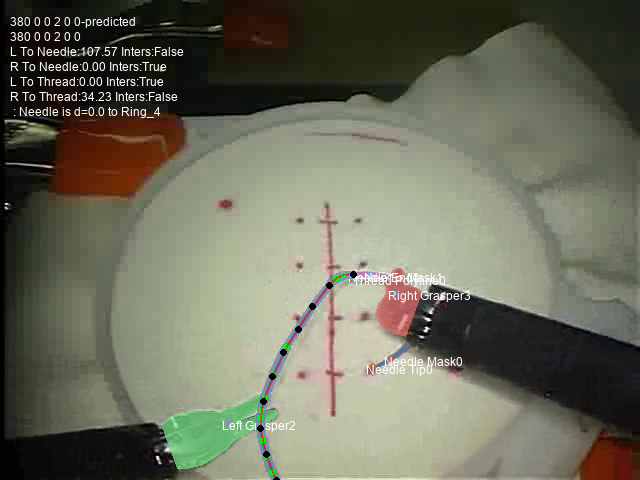 380 0 0 2 0 0-predicted
380 0 0 2 0 0
L To Needle:107.57 Inters:False
R To Needle:0.00 Inters:True
L To Thread:0.00 Inters:True
R To Thread:34.23 Inters:False
: Needle is d=0.0 to Ring_4
Right Grasper3
Needle Mask0
Needle Tip0
Left Grasper2